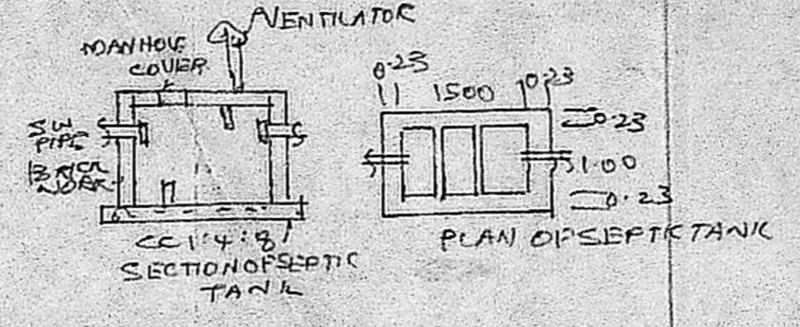 VENTILATOR
MANHOLE
COVER
S.W
PIPE
BRICK
WORK
CC 1:4:8
SECTION OF SEPTIC
TANK
0.23
1500
0.23
0.23
1.00
0.23
PLAN OF SEPTIC TANK